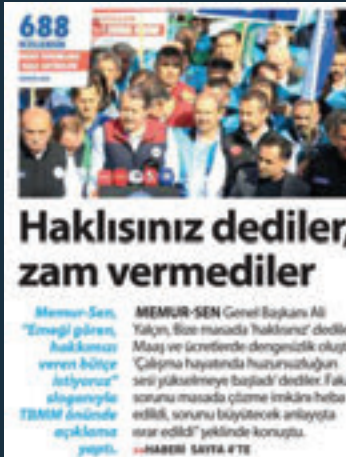 688
Haklısınız dediler,
zam vermediler
Memur-Sen,
"Emeği gören,
hakkımızı
veren bütçe
istiyoruz"
sloganıyla
TBMM önünde
açıklama
yaptı.
MEMUR-SEN Genel Başkanı Ali
Yalçın, Bize masada 'haklısınız' dedile
Maaş ve ücretlerde dengesizlik oluşt
'Çalışma hayatında huzursuzluğun
sesi yükselmeye başladı' dediler. Faka
sorunu masada çözme imkânı heba
edildi, sorunu büyütecek anlayışta
ısrar edildi" şeklinde konuştu.
»HABERİ SAYFA 4'TE